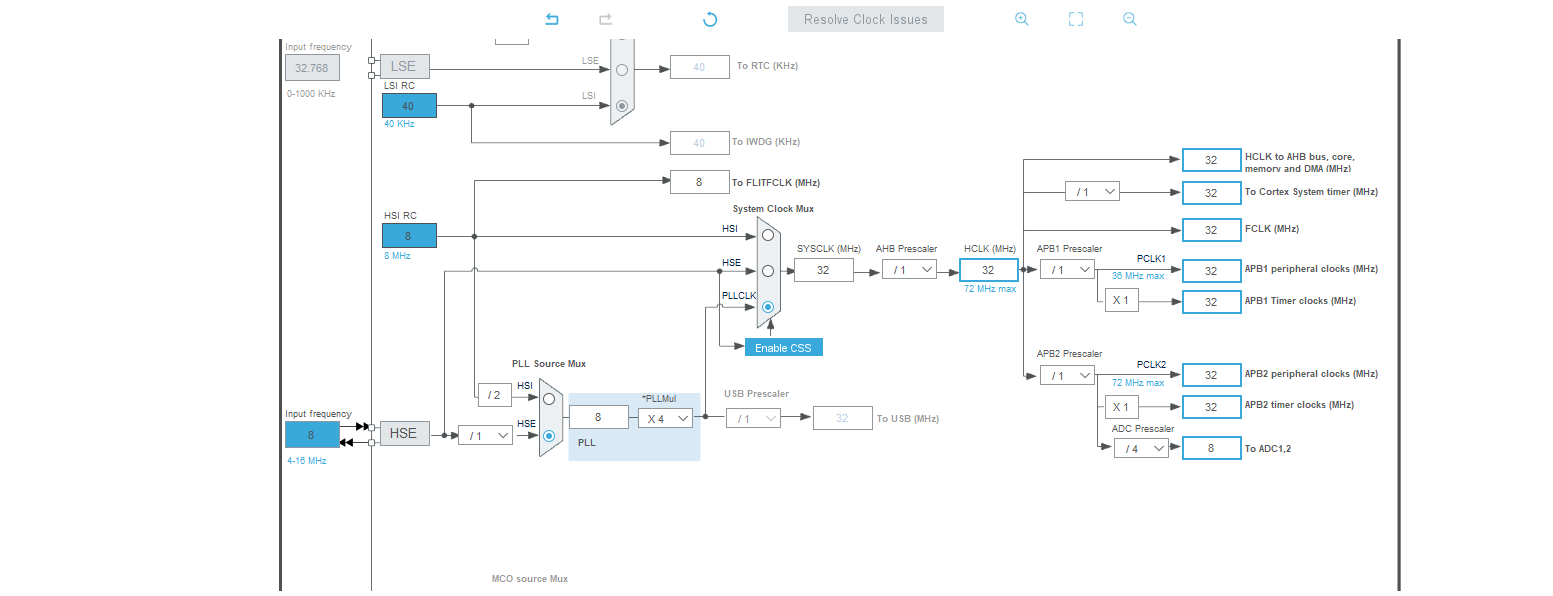 Resolve Clock Issues
Input frequency
32.768
0-1000 KHz
LSE
LSE
40
To RTC (KHz)
LSI RC
40
40 KHz
LSI
40
To IWDG (KHz)
8
To FLITFCLK (MHz)
HSI RC
8
8 MHz
System Clock Mux
HSI
HSE
PLLCLK
Enable CSS
SYSCLK (MHz)
32
AHB Prescaler
/ 1
HCLK (MHz)
32
72 MHz max
32
HCLK to AHB bus, core,
memory and DMA (MHz)
/ 1
32
To Cortex System timer (MHz)
32
FCLK (MHz)
APB1 Prescaler
/ 1
PCLK1
36 MHz max
32
APB1 peripheral clocks (MHz)
X 1
32
APB1 Timer clocks (MHz)
APB2 Prescaler
/ 1
PCLK2
72 MHz max
32
APB2 peripheral clocks (MHz)
X 1
32
APB2 timer clocks (MHz)
ADC Prescaler
/ 4
8
To ADC1,2
PLL Source Mux
/ 2
HSI
HSE
Input frequency
8
4-16 MHz
HSE
/ 1
8
*PLLMul
X 4
PLL
USB Prescaler
/ 1
32
To USB (MHz)
MCO source Mux